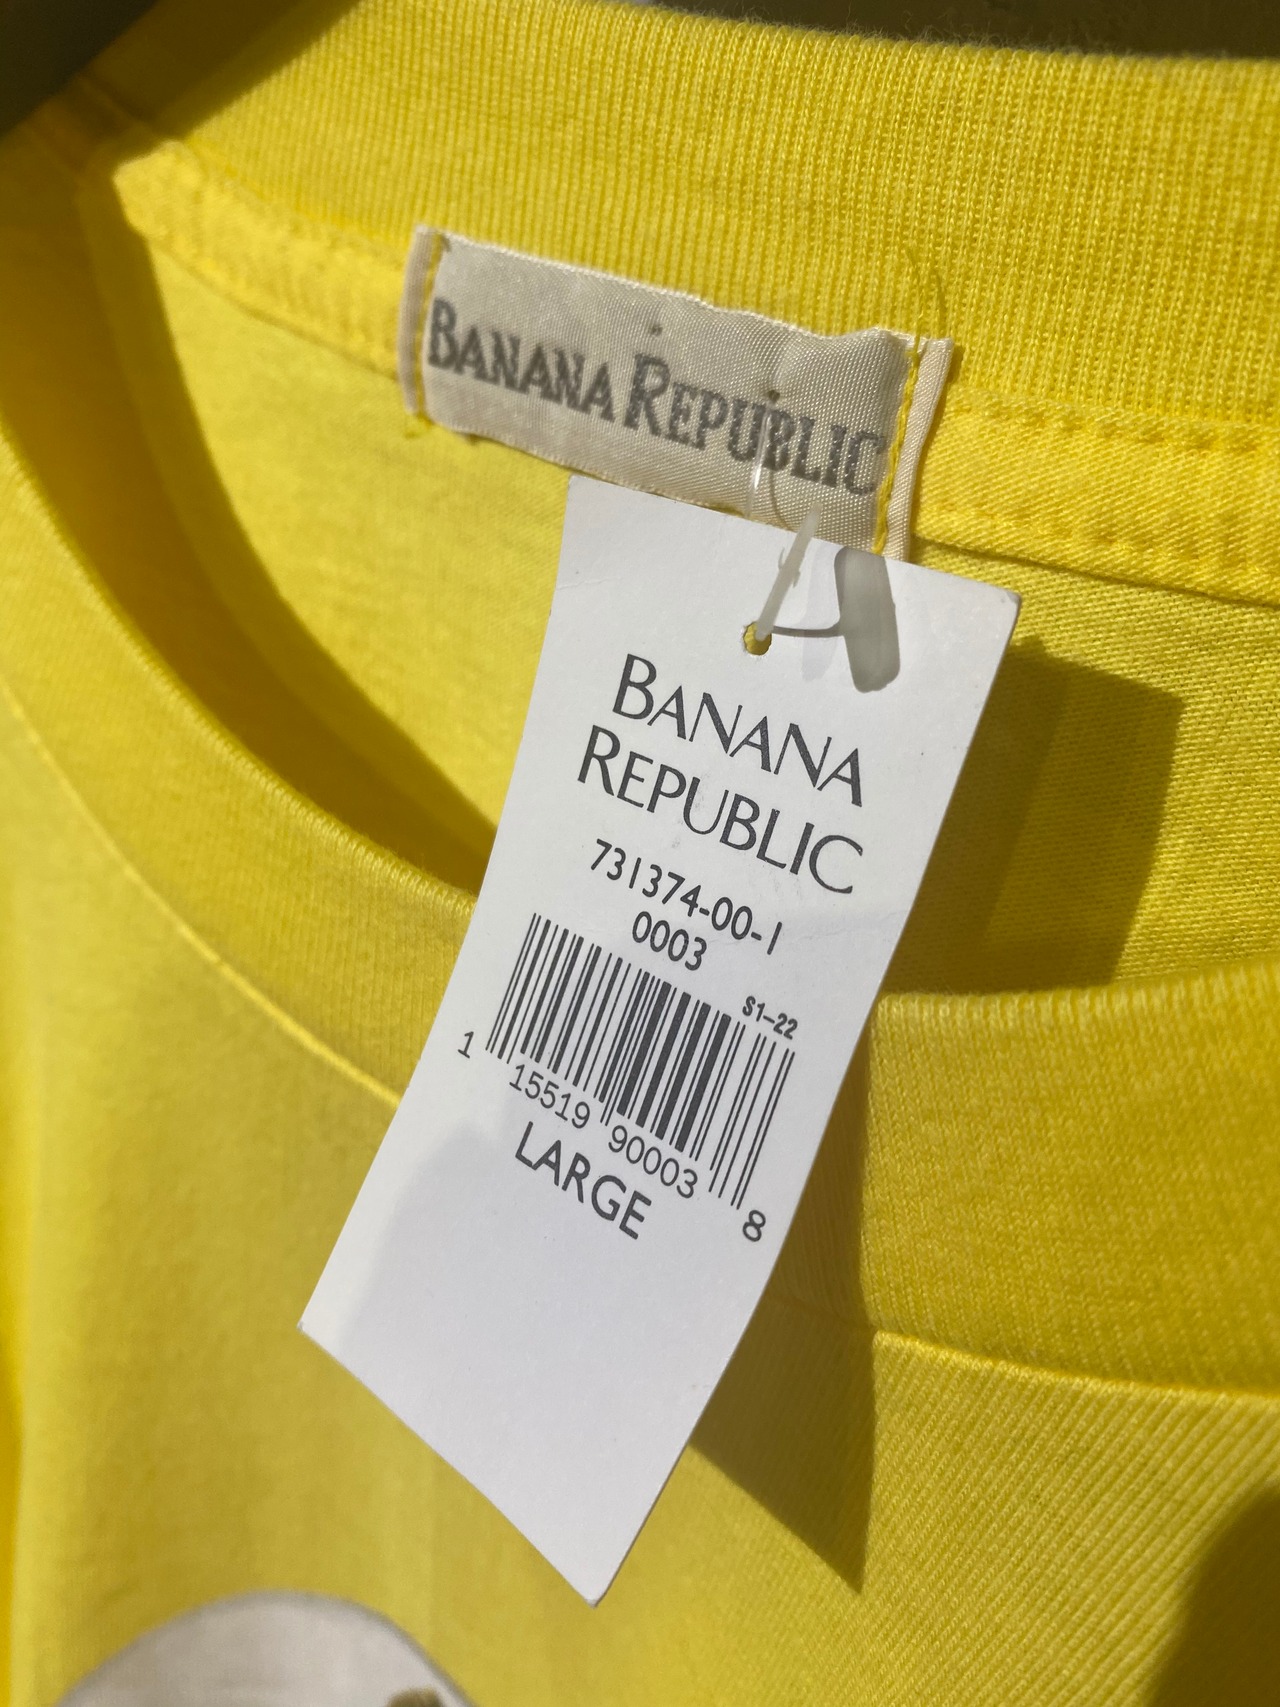 BANANA REPUBLIC
BANANA
REPUBLIC
731374-00-1
0003
S1-22
1 15519 90003 8
LARGE